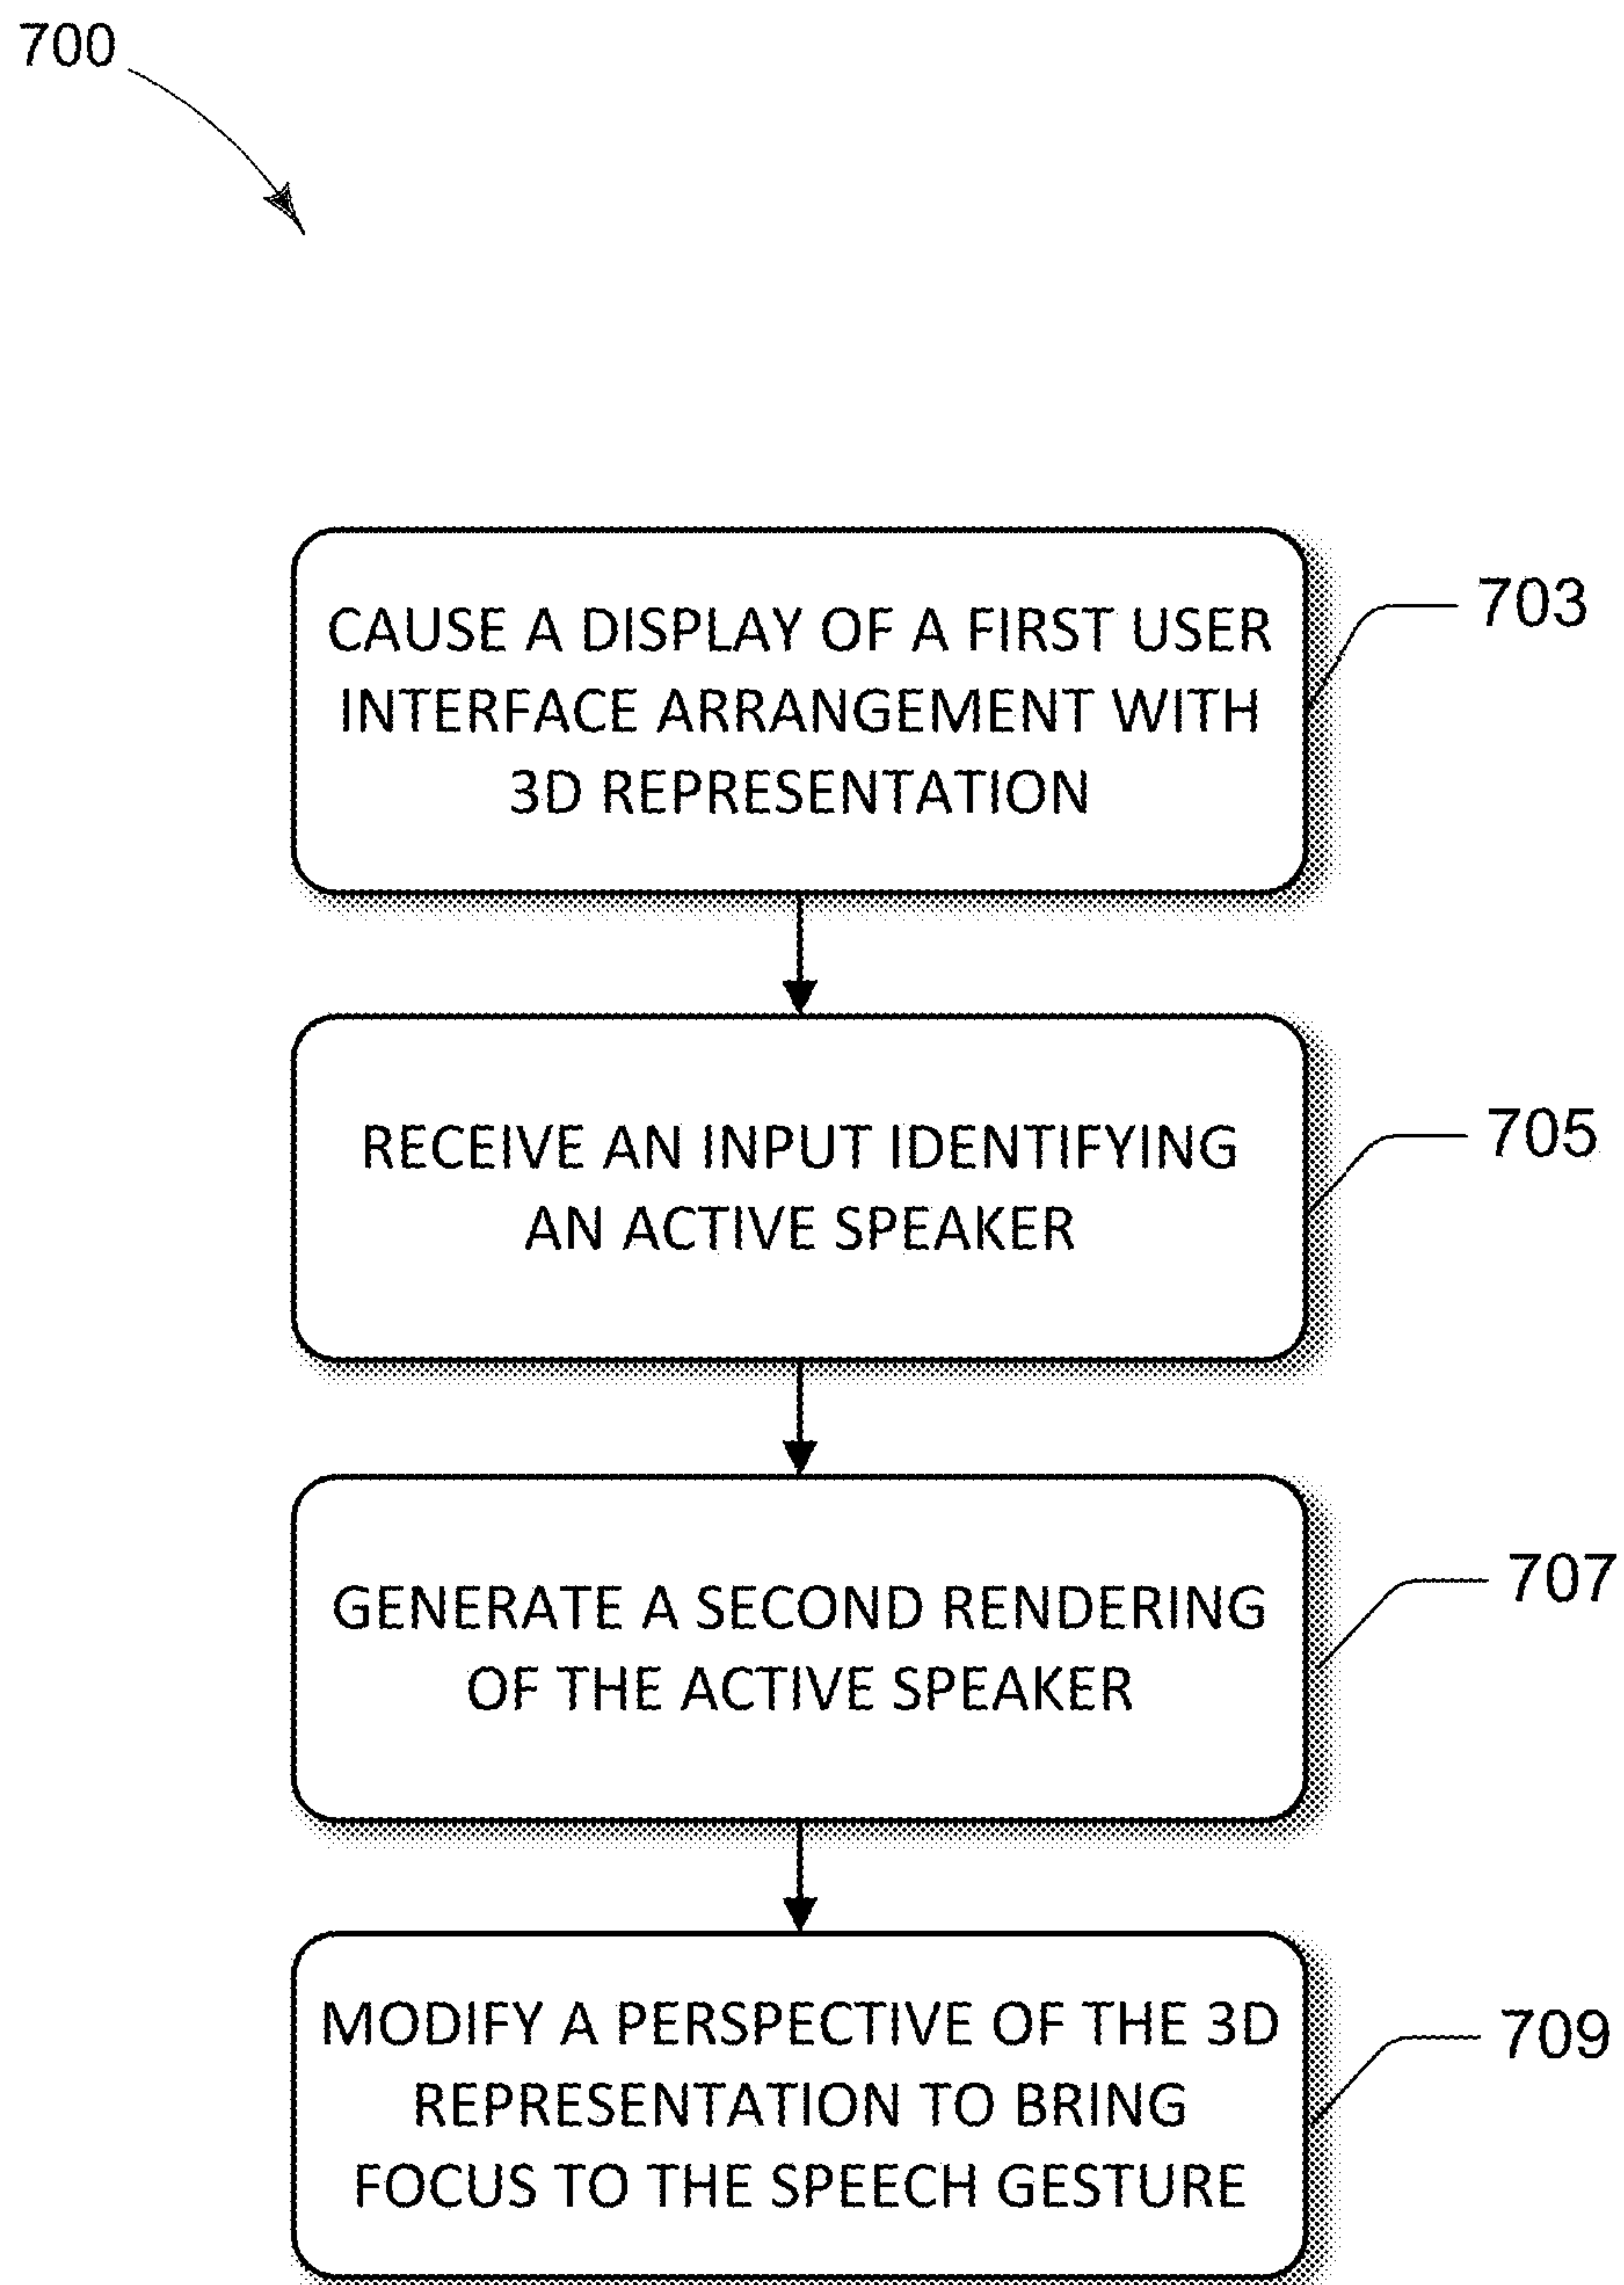 700
CAUSE A DISPLAY OF A FIRST USER
INTERFACE ARRANGEMENT WITH
3D REPRESENTATION
703
RECEIVE AN INPUT IDENTIFYING
AN ACTIVE SPEAKER
705
GENERATE A SECOND RENDERING
OF THE ACTIVE SPEAKER
707
MODIFY A PERSPECTIVE OF THE 3D
REPRESENTATION TO BRING
FOCUS TO THE SPEECH GESTURE
709